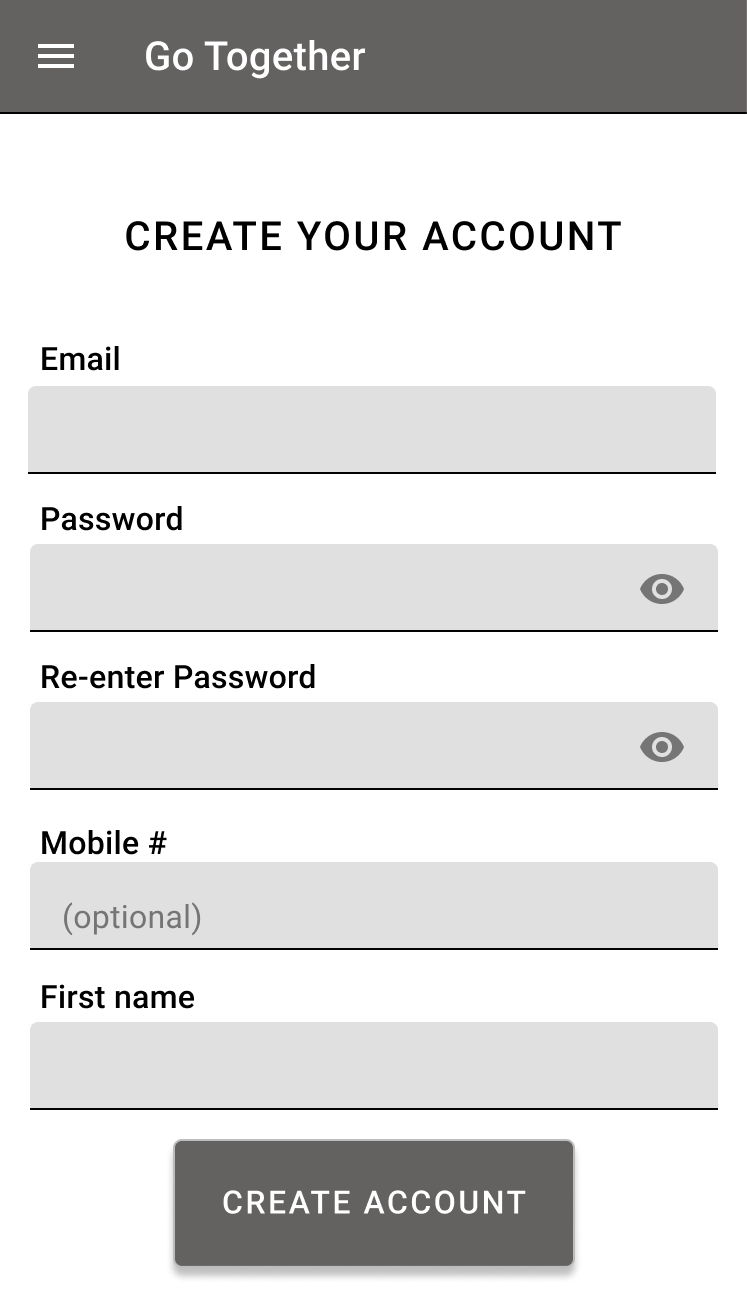 Go Together
CREATE YOUR ACCOUNT
Email
Password
Re-enter Password
Mobile #
(optional)
First name
CREATE ACCOUNT